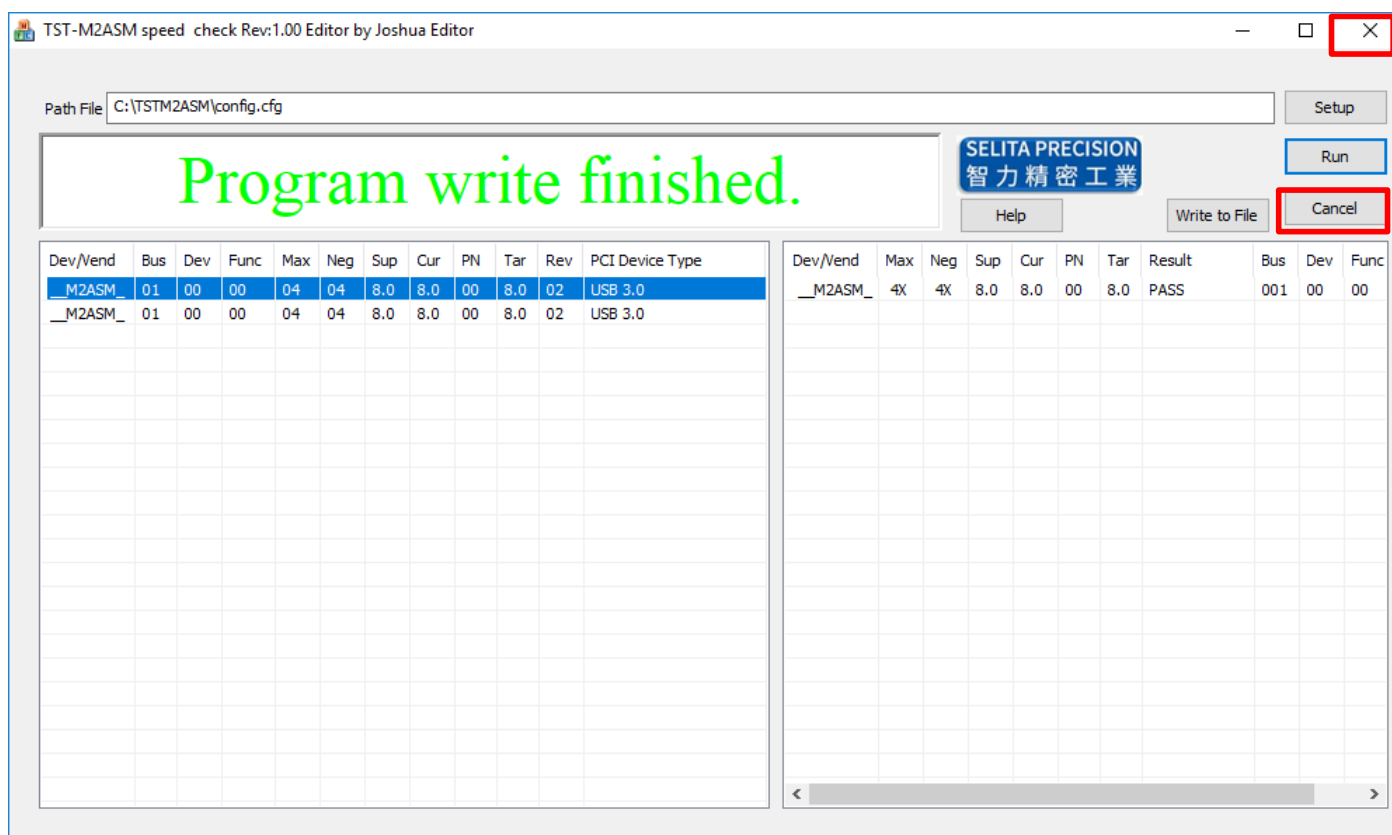 TST-M2ASM speed  check Rev:1.00 Editor by Joshua Editor
Path File C:\TSTM2ASM\config.cfg Setup
Program write finished.
SELITA PRECISION
智力精密工業
Run
Help Write to File Cancel
Dev/Vend Bus Dev Func Max Neg Sup Cur PN Tar Rev PCI Device Type
__M2ASM_ 01 00 00 04 04 8.0 8.0 00 8.0 02 USB 3.0
__M2ASM_ 01 00 00 04 04 8.0 8.0 00 8.0 02 USB 3.0
Dev/Vend Max Neg Sup Cur PN Tar Result Bus Dev Func
__M2ASM_ 4X 4X 8.0 8.0 00 8.0 PASS 001 00 00